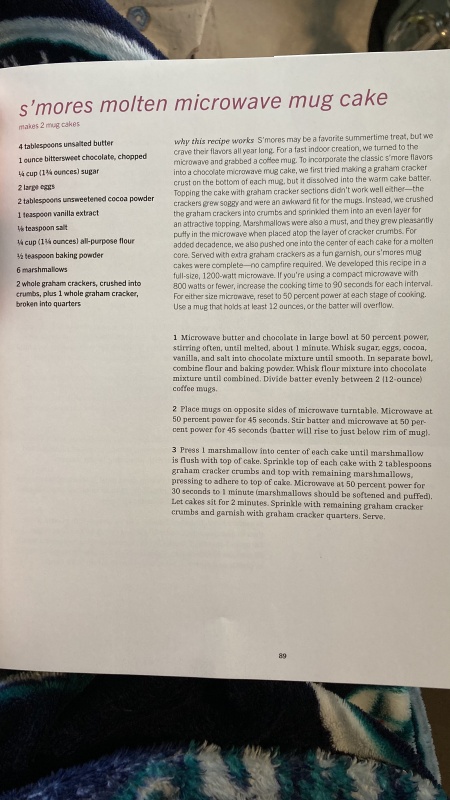 s'mores molten microwave mug cake
makes 2 mug cakes
4 tablespoons unsalted butter
1 ounce bittersweet chocolate, chopped
¼ cup (1¾ ounces) sugar
2 large eggs
2 tablespoons unsweetened cocoa powder
1 teaspoon vanilla extract
⅛ teaspoon salt
¼ cup (1¼ ounces) all-purpose flour
½ teaspoon baking powder
6 marshmallows
2 whole graham crackers, crushed into
crumbs, plus 1 whole graham cracker,
broken into quarters
why this recipe works S'mores may be a favorite summertime treat, but we
crave their flavors all year long. For a fast indoor creation, we turned to the
microwave and grabbed a coffee mug. To incorporate the classic s'more flavors
into a chocolate microwave mug cake, we first tried making a graham cracker
crust on the bottom of each mug, but it dissolved into the warm cake batter.
Topping the cake with graham cracker sections didn't work well either—the
crackers grew soggy and were an awkward fit for the mugs. Instead, we crushed
the graham crackers into crumbs and sprinkled them into an even layer for
an attractive topping. Marshmallows were also a must, and they grew pleasantly
puffy in the microwave when placed atop the layer of cracker crumbs. For
added decadence, we also pushed one into the center of each cake for a molten
core. Served with extra graham crackers as a fun garnish, our s'mores mug
cakes were complete—no campfire required. We developed this recipe in a
full-size, 1200-watt microwave. If you're using a compact microwave with
800 watts or fewer, increase the cooking time to 90 seconds for each interval.
For either size microwave, reset to 50 percent power at each stage of cooking.
Use a mug that holds at least 12 ounces, or the batter will overflow.
1 Microwave butter and chocolate in large bowl at 50 percent power,
stirring often, until melted, about 1 minute. Whisk sugar, eggs, cocoa,
vanilla, and salt into chocolate mixture until smooth. In separate bowl,
combine flour and baking powder. Whisk flour mixture into chocolate
mixture until combined. Divide batter evenly between 2 (12-ounce)
coffee mugs.
2 Place mugs on opposite sides of microwave turntable. Microwave at
50 percent power for 45 seconds. Stir batter and microwave at 50 per-
cent power for 45 seconds (batter will rise to just below rim of mug).
3 Press 1 marshmallow into center of each cake until marshmallow
is flush with top of cake. Sprinkle top of each cake with 2 tablespoons
graham cracker crumbs and top with remaining marshmallows,
pressing to adhere to top of cake. Microwave at 50 percent power for
30 seconds to 1 minute (marshmallows should be softened and puffed).
Let cakes sit for 2 minutes. Sprinkle with remaining graham cracker
crumbs and garnish with graham cracker quarters. Serve.
89